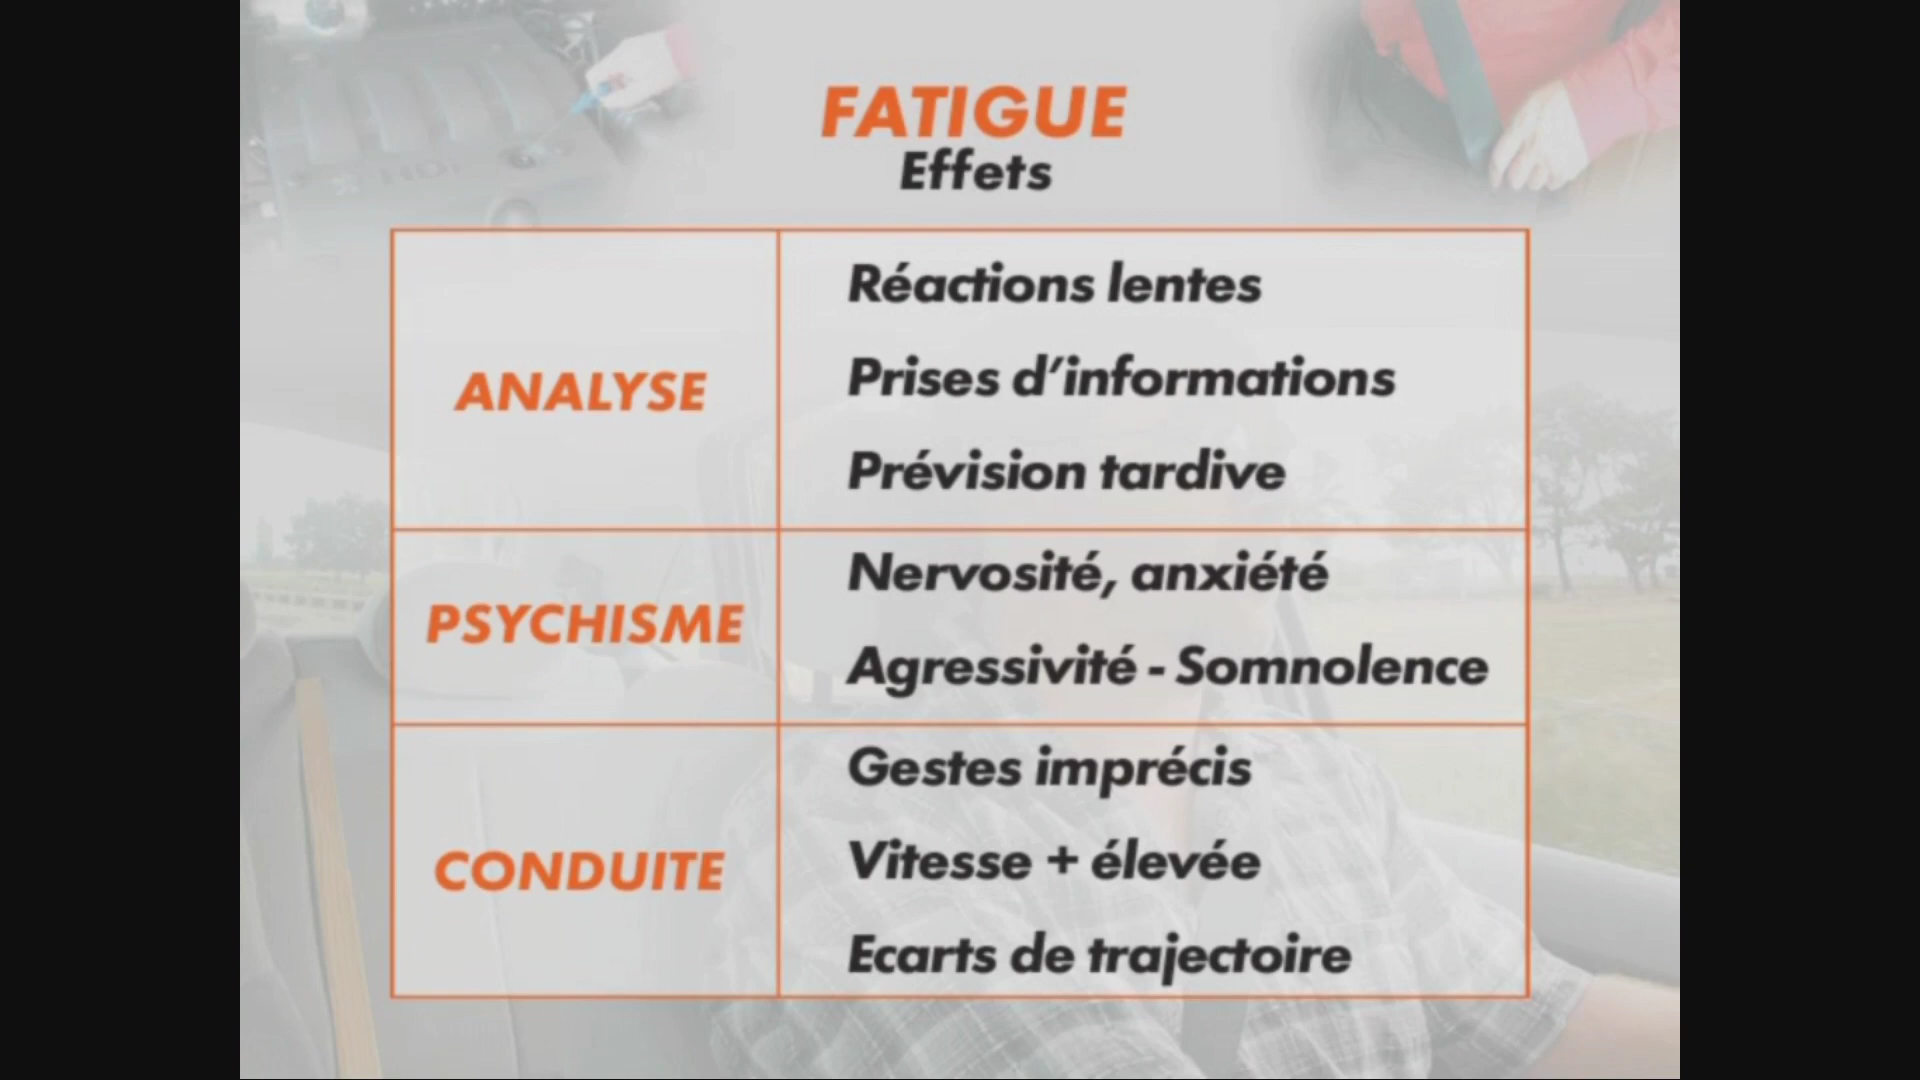 FATIGUE
Effets
ANALYSE
Réactions lentes
Prises d'informations
Prévision tardive
PSYCHISME
Nervosité, anxiété
Agressivité - Somnolence
CONDUITE
Gestes imprécis
Vitesse + élevée
Ecarts de trajectoire
HDi